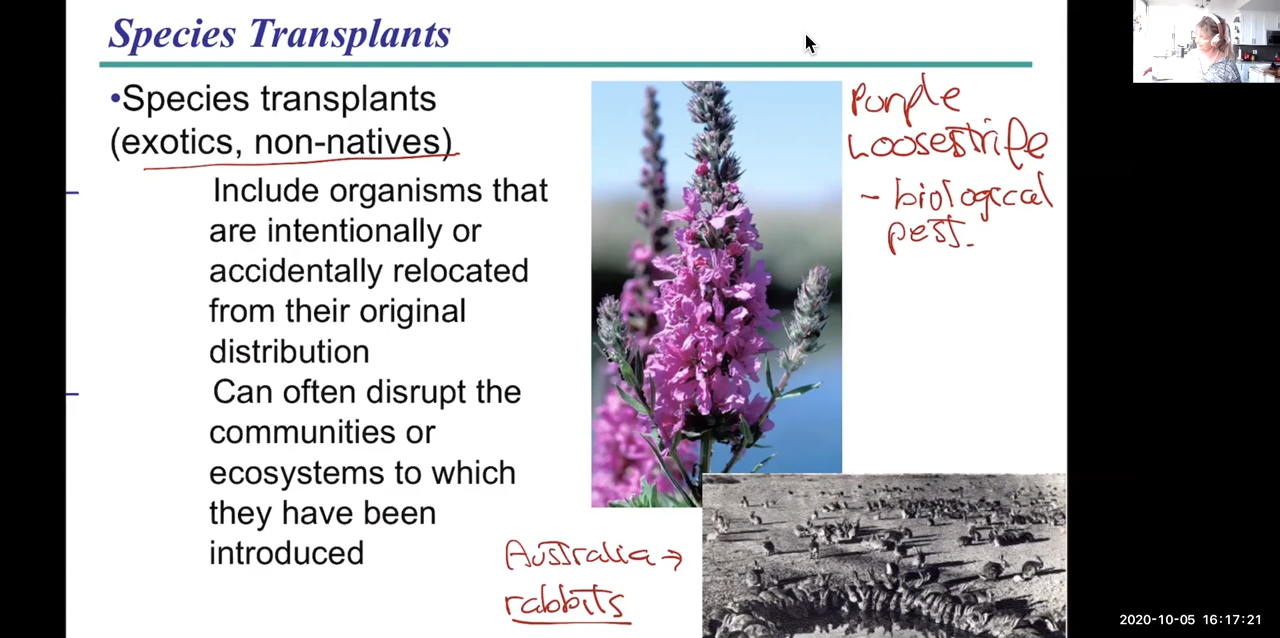 Species Transplants
•Species transplants
(exotics, non-natives)
Include organisms that
are intentionally or
accidentally relocated
from their original
distribution
Can often disrupt the
communities or
ecosystems to which
they have been
introduced
Purple
Loosestrife
- biological
pest.
Australia →
rabbits
2020-10-05 16:17:21